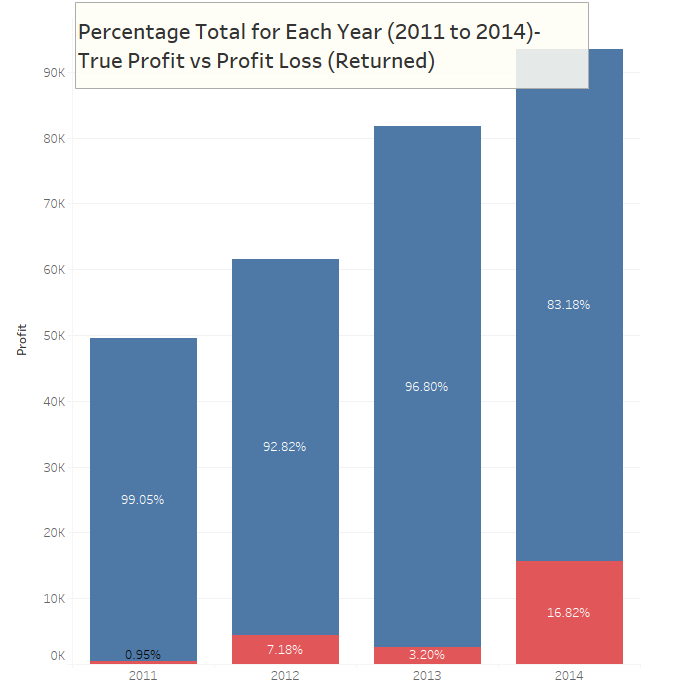 Percentage Total for Each Year (2011 to 2014)-
True Profit vs Profit Loss (Returned)
90K
80K
70K
60K
50K
40K
30K
20K
10K
0K
Profit
83.18%
96.80%
92.82%
99.05%
16.82%
7.18%
3.20%
0.95%
2011
2012
2013
2014